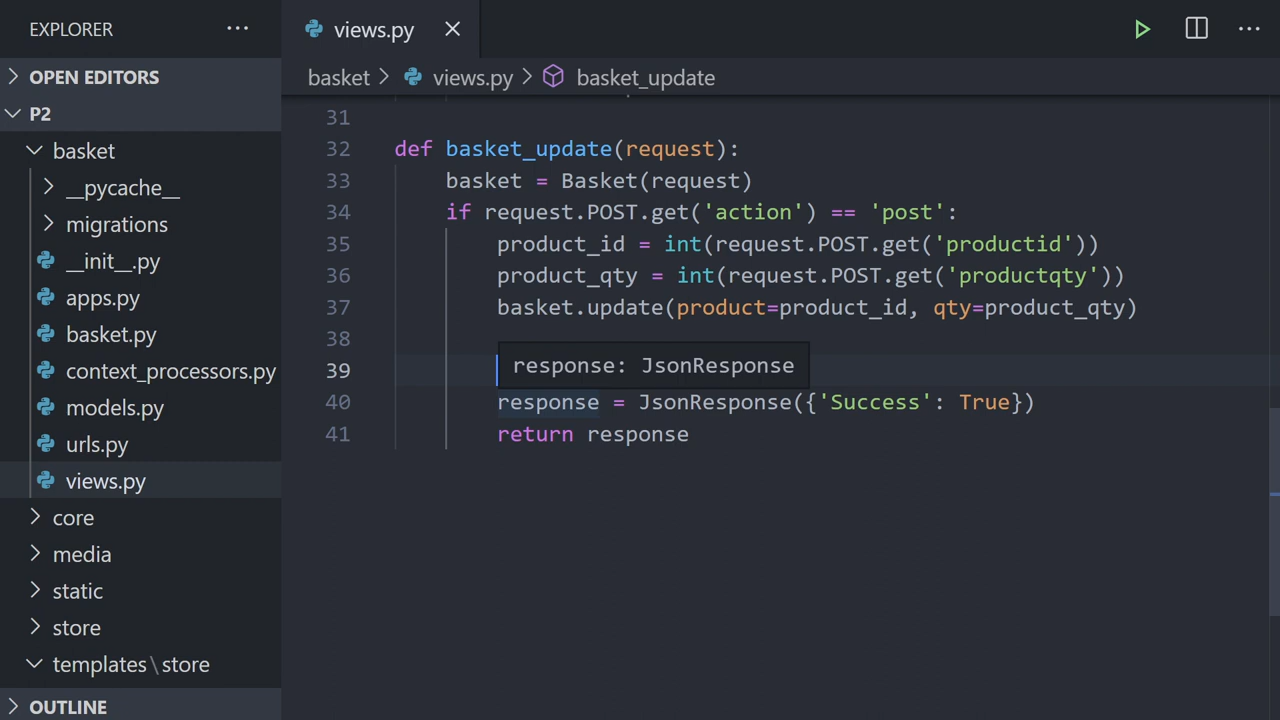 EXPLORER
OPEN EDITORS
P2
basket
__pycache__
migrations
__init__.py
apps.py
basket.py
context_processors.py
models.py
urls.py
views.py
core
media
static
store
templates\store
OUTLINE
views.py
basket > views.py > basket_update
31
32 def basket_update(request):
33 basket = Basket(request)
34 if request.POST.get('action') == 'post':
35 product_id = int(request.POST.get('productid'))
36 product_qty = int(request.POST.get('productqty'))
37 basket.update(product=product_id, qty=product_qty)
38
response: JsonResponse
39
40 response = JsonResponse({'Success': True})
41 return response